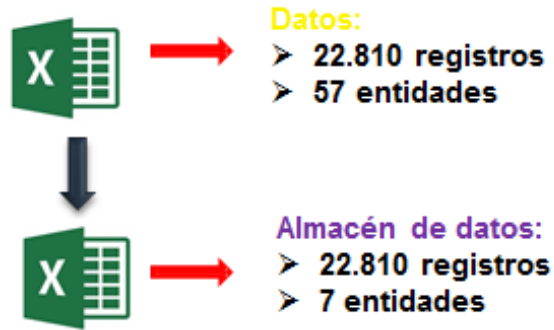 Datos:
➢ 22.810 registros
➢ 57 entidades
X
Almacén de datos:
➢ 22.810 registros
➢ 7 entidades
X